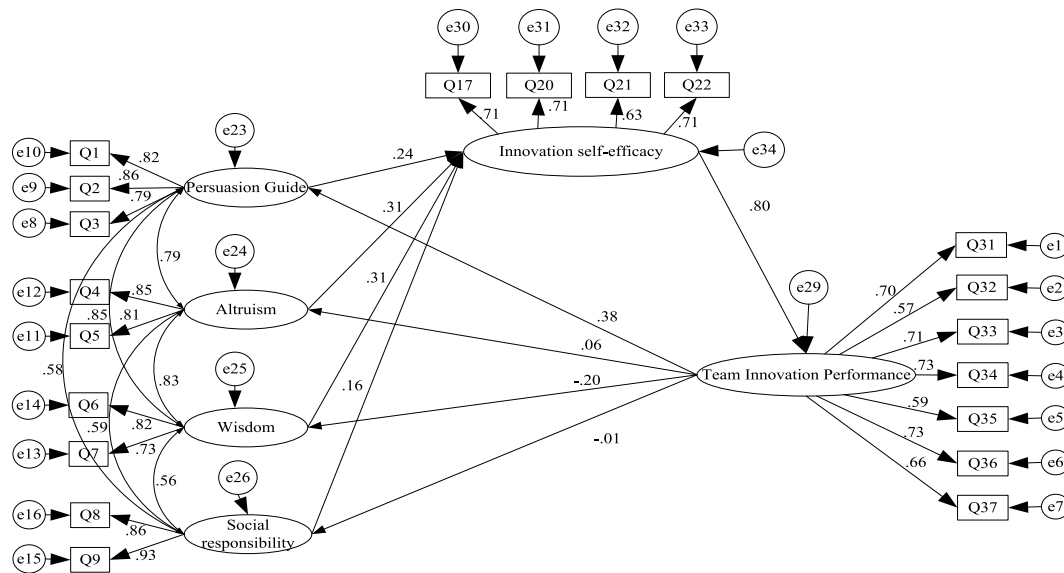 e30
e31
e32
e33
Q17
Q20
Q21
Q22
.71
.71
.63
.71
e23
Innovation self-efficacy
e34
e10
Q1
.82
.24
e9
Q2
.86
Persuasion Guide
e8
Q3
.79
.31
.80
.79
e24
e12
Q4
.85
Altruism
.31
e11
Q5
.85
.81
.38
e29
.06
Q31
e1
.70
Q32
e2
.57
Q33
e3
.71
Team Innovation Performance
.73
Q34
e4
.58
.83
e25
.16
-.20
e14
Q6
.82
Wisdom
.59
Q35
e5
.59
e13
Q7
.73
-.01
.73
Q36
e6
.56
e26
.66
Q37
e7
e16
Q8
.86
Social
responsibility
e15
Q9
.93